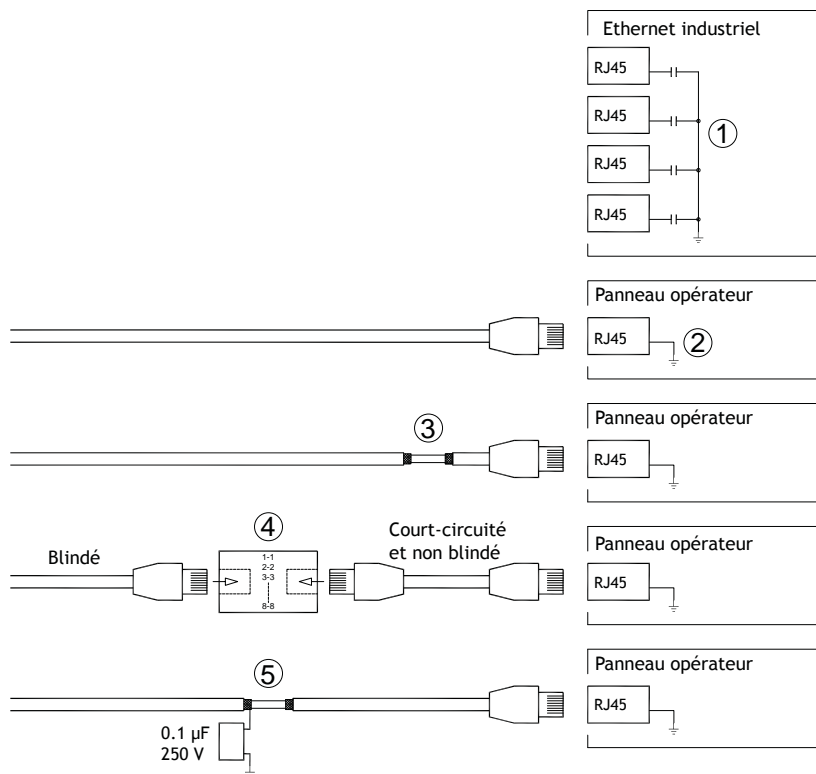 Ethernet industriel
RJ45
RJ45
RJ45
RJ45
1
Panneau opérateur
RJ45
2
3
Panneau opérateur
RJ45
Blindé
4
1-1
2-2
3-3
8-8
Court-circuité
et non blindé
Panneau opérateur
RJ45
5
0.1 µF
250 V
Panneau opérateur
RJ45